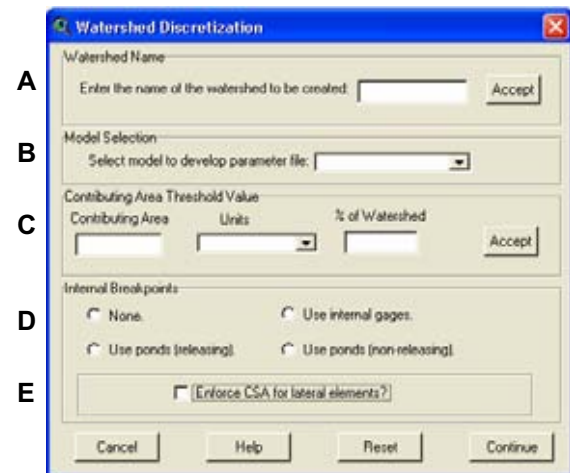 Watershed Discretization
A
Watershed Name
Enter the name of the watershed to be created:
Accept
B
Model Selection
Select model to develop parameter file:
C
Contributing Area Threshold Value
Contributing Area Units % of Watershed
Accept
D
Internal Breakpoints
None. Use internal gages.
Use ponds (releasing). Use ponds (non-releasing).
E
Enforce CSA for lateral elements?
Cancel Help Reset Continue